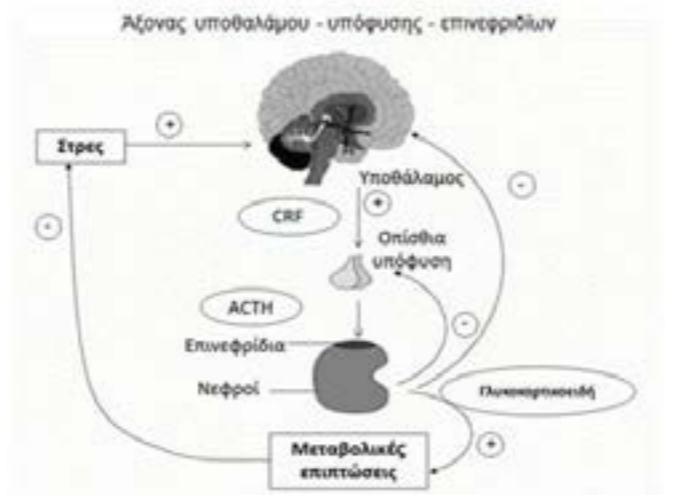 Άξονας υποθαλάμου - υπόφυσης - επινεφριδίων
+
Στρες
Υποθάλαμος
-
+
-
CRF
Οπίσθια
υπόφυση
ACTH
-
Επινεφρίδια
Νεφροί
Γλυκοκορτικοειδή
+
Μεταβολικές
επιπτώσεις